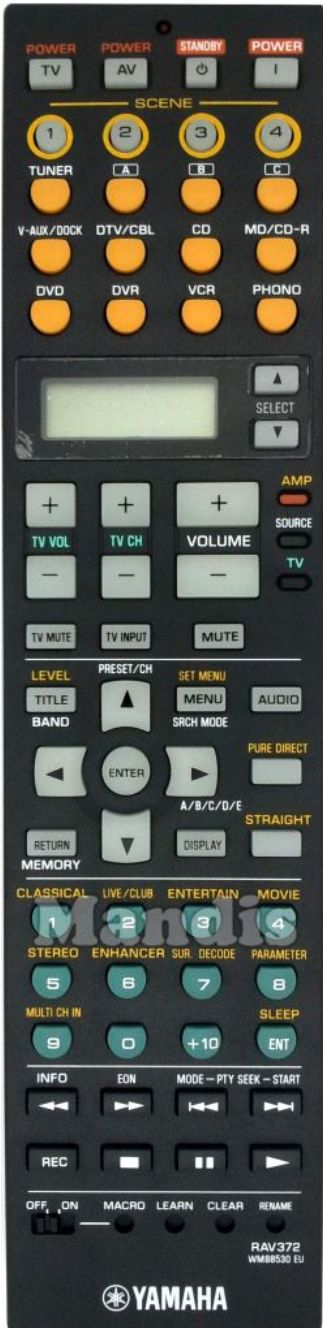 POWER POWER STANDBY POWER
TV AV I
SCENE
1 2 3 4
TUNER A B C
V-AUX/DOCK DTV/CBL CD MD/CD-R
DVD DVR VCR PHONO
SELECT
AMP
+ + +
SOURCE
TV VOL TV CH VOLUME
TV
− − −
TV MUTE TV INPUT MUTE
LEVEL PRESET/CH SET MENU
TITLE MENU AUDIO
BAND SRCH MODE
PURE DIRECT
ENTER
A/B/C/D/E
STRAIGHT
RETURN DISPLAY
MEMORY
CLASSICAL LIVE/CLUB ENTERTAIN MOVIE
1 2 3 4
Mandis
STEREO ENHANCER SUR. DECODE PARAMETER
5 6 7 8
MULTI CH IN SLEEP
9 0 +10 ENT
INFO EON MODE – PTY SEEK – START
REC
OFF ON MACRO LEARN CLEAR RENAME
RAV372
WM88530 EU
YAMAHA